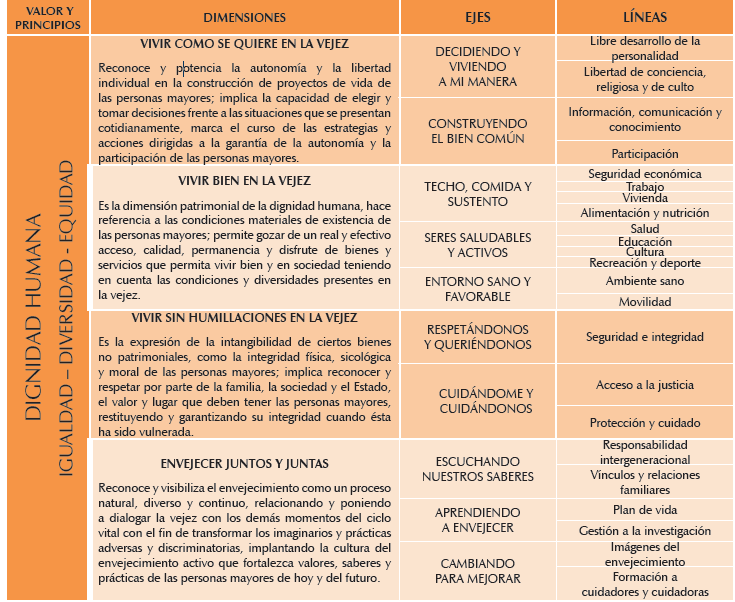 VALOR Y
PRINCIPIOS
DIMENSIONES
EJES
LÍNEAS
DIGNIDAD HUMANA
IGUALDAD – DIVERSIDAD - EQUIDAD
VIVIR COMO SE QUIERE EN LA VEJEZ
Reconoce y potencia la autonomía y la libertad
individual en la construcción de proyectos de vida de
las personas mayores; implica la capacidad de elegir y
tomar decisiones frente a las situaciones que se presentan
cotidianamente, marca el curso de las estrategias y
acciones dirigidas a la garantía de la autonomía y la
participación de las personas mayores.
DECIDIENDO Y
VIVIENDO
A MI MANERA
Libre desarrollo de la
personalidad
Libertad de conciencia,
religiosa y de culto
CONSTRUYENDO
EL BIEN COMÚN
Información, comunicación y
conocimiento
Participación
VIVIR BIEN EN LA VEJEZ
Es la dimensión patrimonial de la dignidad humana, hace
referencia a las condiciones materiales de existencia de
las personas mayores; permite gozar de un real y efectivo
acceso, calidad, permanencia y disfrute de bienes y
servicios que permita vivir bien y en sociedad teniendo
en cuenta las condiciones y diversidades presentes en
la vejez.
TECHO, COMIDA Y
SUSTENTO
Seguridad económica
Trabajo
Vivienda
Alimentación y nutrición
SERES SALUDABLES
Y ACTIVOS
Salud
Educación
Cultura
Recreación y deporte
ENTORNO SANO Y
FAVORABLE
Ambiente sano
Movilidad
VIVIR SIN HUMILLACIONES EN LA VEJEZ
Es la expresión de la intangibilidad de ciertos bienes
no patrimoniales, como la integridad física, sicológica
y moral de las personas mayores; implica reconocer y
respetar por parte de la familia, la sociedad y el Estado,
el valor y lugar que deben tener las personas mayores,
restituyendo y garantizando su integridad cuando ésta
ha sido vulnerada.
RESPETÁNDONOS
Y QUERIÉNDONOS
Seguridad e integridad
CUIDÁNDOME Y
CUIDÁNDONOS
Acceso a la justicia
Protección y cuidado
ENVEJECER JUNTOS Y JUNTAS
Reconoce y visibiliza el envejecimiento como un proceso
natural, diverso y continuo, relacionando y poniendo
a dialogar la vejez con los demás momentos del ciclo
vital con el fin de transformar los imaginarios y prácticas
adversas y discriminatorias, implantando la cultura del
envejecimiento activo que fortalezca valores, saberes y
prácticas de las personas mayores de hoy y del futuro.
ESCUCHANDO
NUESTROS SABERES
Responsabilidad
intergeneracional
Vínculos y relaciones
familiares
APRENDIENDO
A ENVEJECER
Plan de vida
Gestión a la investigación
CAMBIANDO
PARA MEJORAR
Imágenes del
envejecimiento
Formación a
cuidadores y cuidadoras